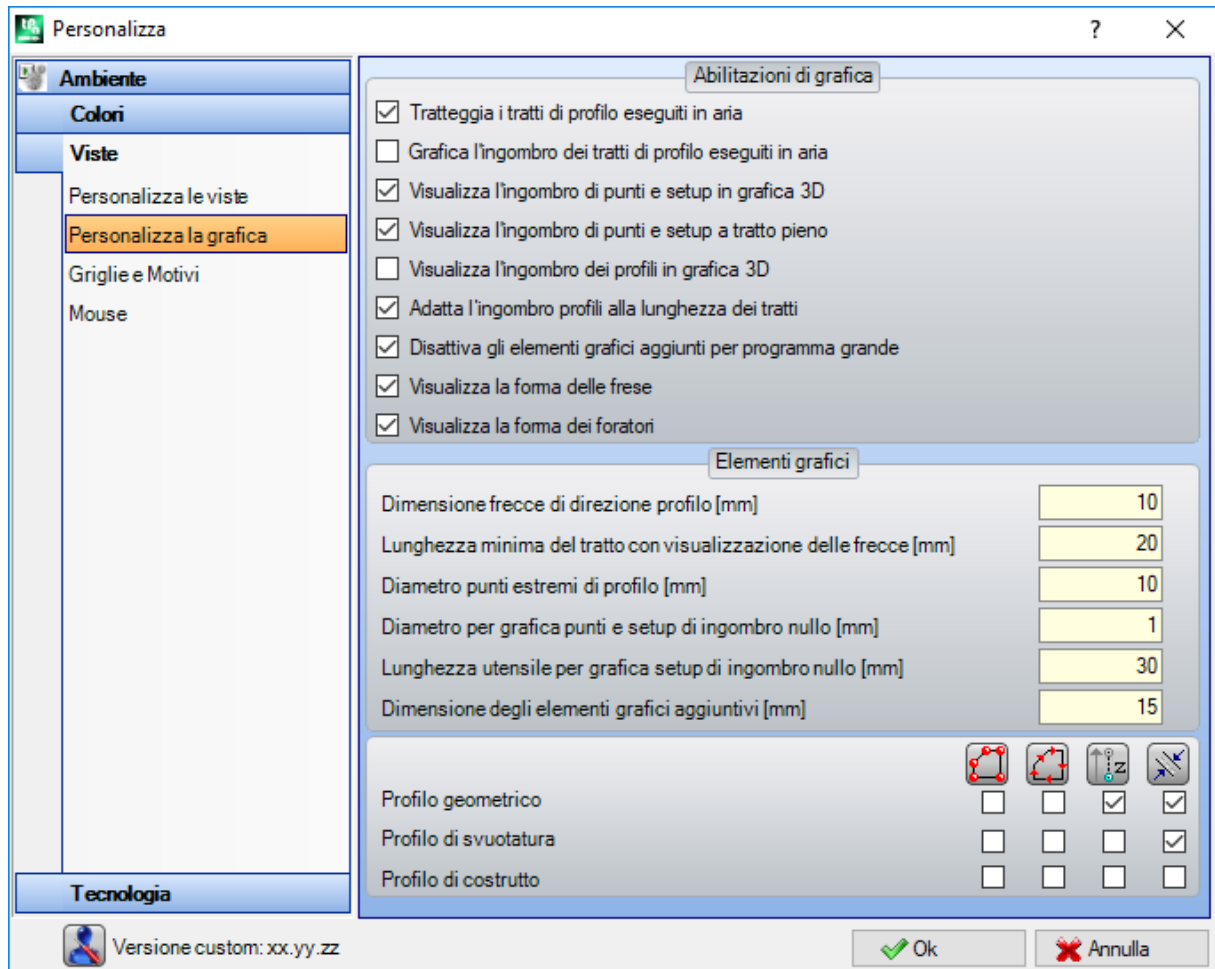 Personalizza
?
Ambiente
Colori
Viste
Personalizza le viste
Personalizza la grafica
Griglie e Motivi
Mouse
Tecnologia
Abilitazioni di grafica
Tratteggia i tratti di profilo eseguiti in aria
Grafica l'ingombro dei tratti di profilo eseguiti in aria
Visualizza l'ingombro di punti e setup in grafica 3D
Visualizza l'ingombro di punti e setup a tratto pieno
Visualizza l'ingombro dei profili in grafica 3D
Adatta l'ingombro profili alla lunghezza dei tratti
Disattiva gli elementi grafici aggiunti per programma grande
Visualizza la forma delle frese
Visualizza la forma dei foratori
Elementi grafici
Dimensione frecce di direzione profilo [mm] 10
Lunghezza minima del tratto con visualizzazione delle frecce [mm] 20
Diametro punti estremi di profilo [mm] 10
Diametro per grafica punti e setup di ingombro nullo [mm] 1
Lunghezza utensile per grafica setup di ingombro nullo [mm] 30
Dimensione degli elementi grafici aggiuntivi [mm] 15
z
Profilo geometrico
Profilo di svuotatura
Profilo di costrutto
Versione custom: xx.yy.zz
Ok
Annulla